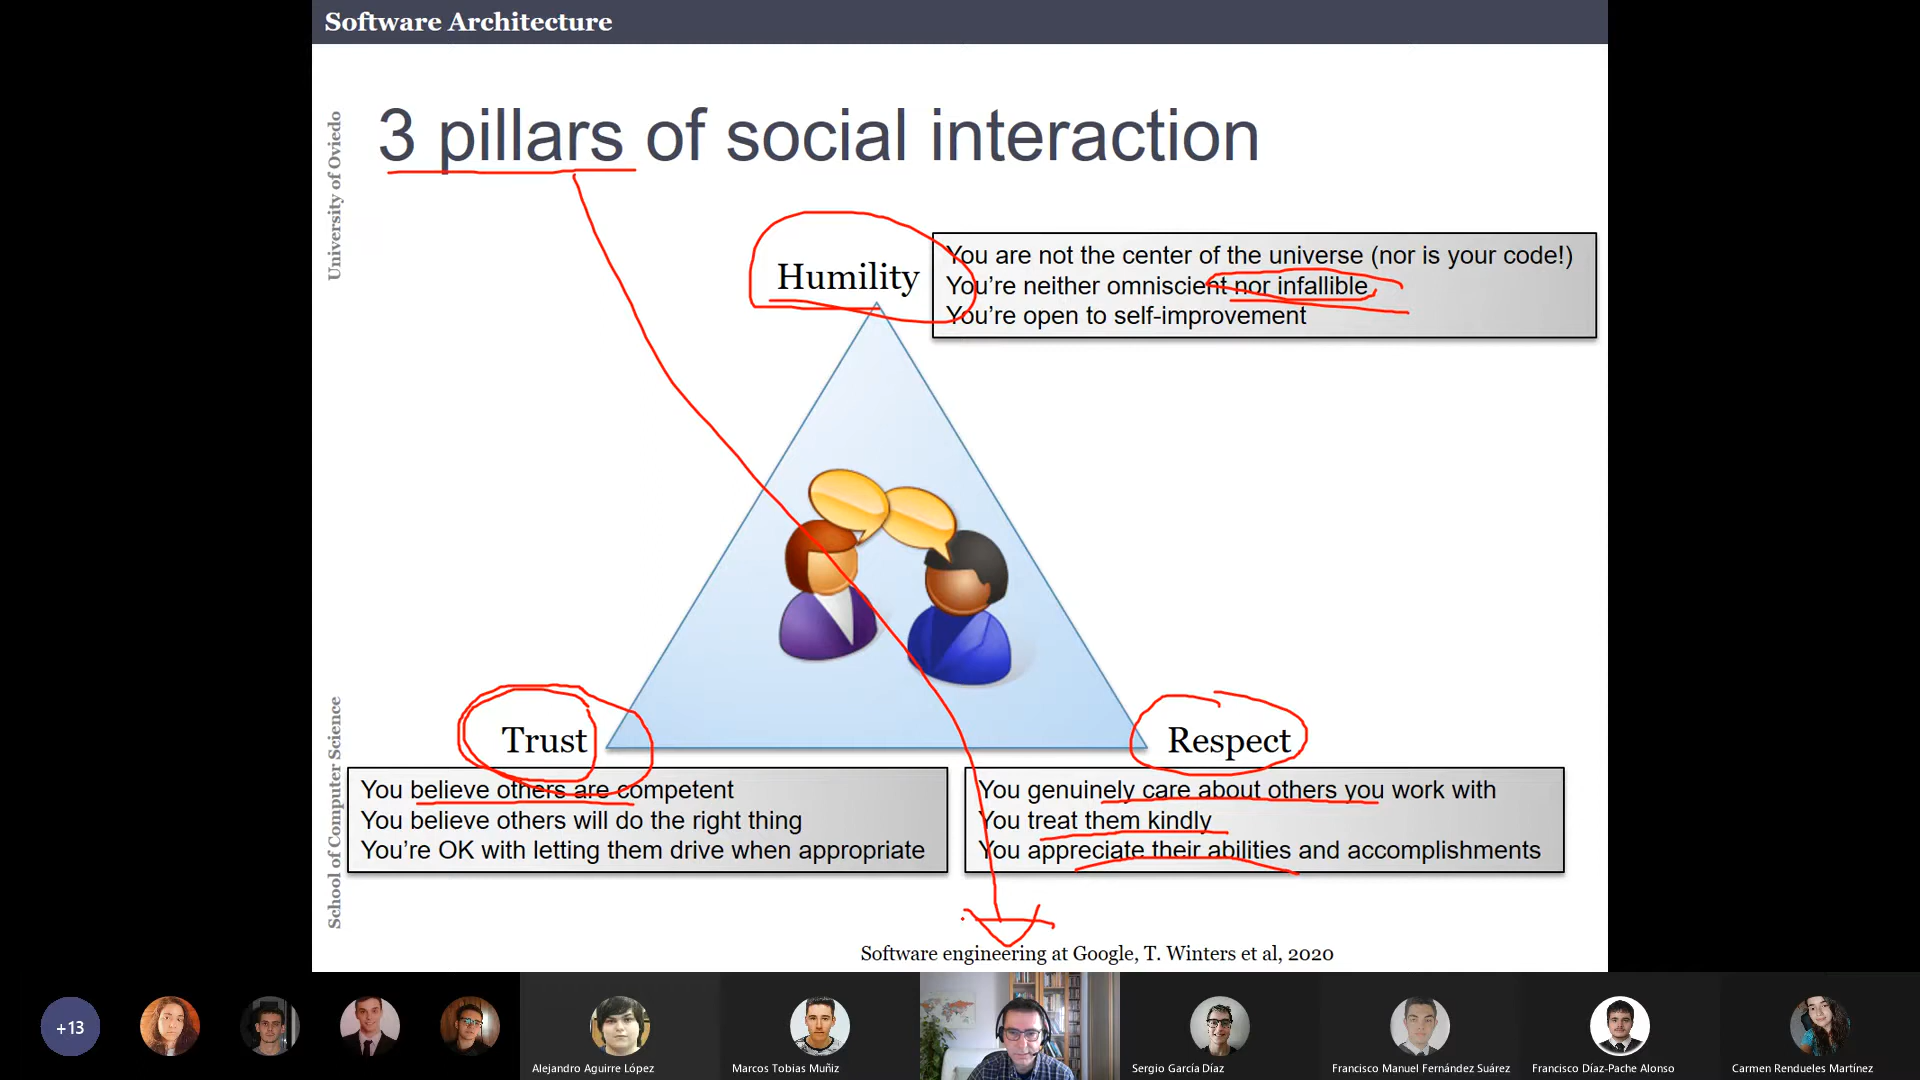 Software Architecture
University of Oviedo
3 pillars of social interaction
Humility
You are not the center of the universe (nor is your code!)
You're neither omniscient nor infallible
You're open to self-improvement
Trust
Respect
School of Computer Science
You believe others are competent
You believe others will do the right thing
You're OK with letting them drive when appropriate
You genuinely care about others you work with
You treat them kindly
You appreciate their abilities and accomplishments
Software engineering at Google, T. Winters et al, 2020
+13
Alejandro Aguirre López
Marcos Tobias Muñiz
Sergio García Díaz
Francisco Manuel Fernández Suárez
Francisco Díaz-Pache Alonso
Carmen Rendueles Martínez